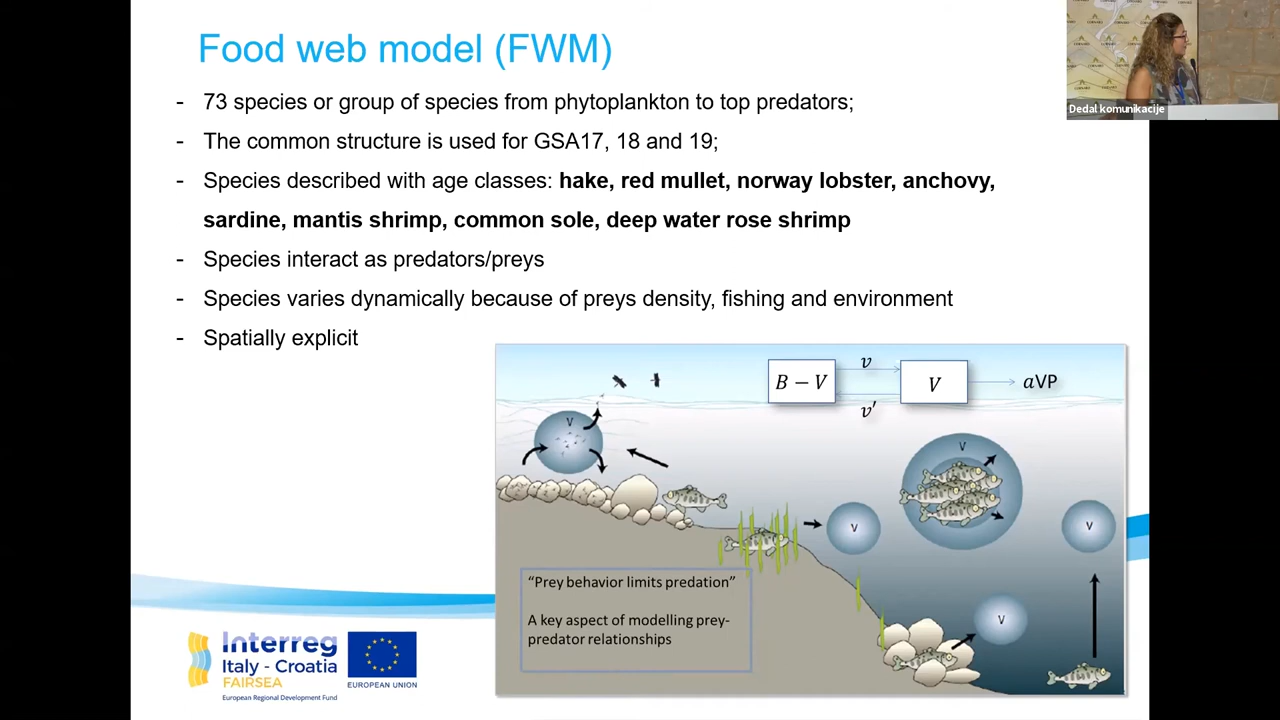 Food web model (FWM)
- 73 species or group of species from phytoplankton to top predators;
- The common structure is used for GSA17, 18 and 19;
- Species described with age classes: hake, red mullet, norway lobster, anchovy,
sardine, mantis shrimp, common sole, deep water rose shrimp
- Species interact as predators/preys
- Species varies dynamically because of preys density, fishing and environment
- Spatially explicit
B − V
v
v′
V
aVP
V
V
V
V
V
"Prey behavior limits predation"
A key aspect of modelling prey-
predator relationships
Interreg
Italy - Croatia
FAIRSEA
European Regional Development Fund
EUROPEAN UNION
Dedal komunikacije